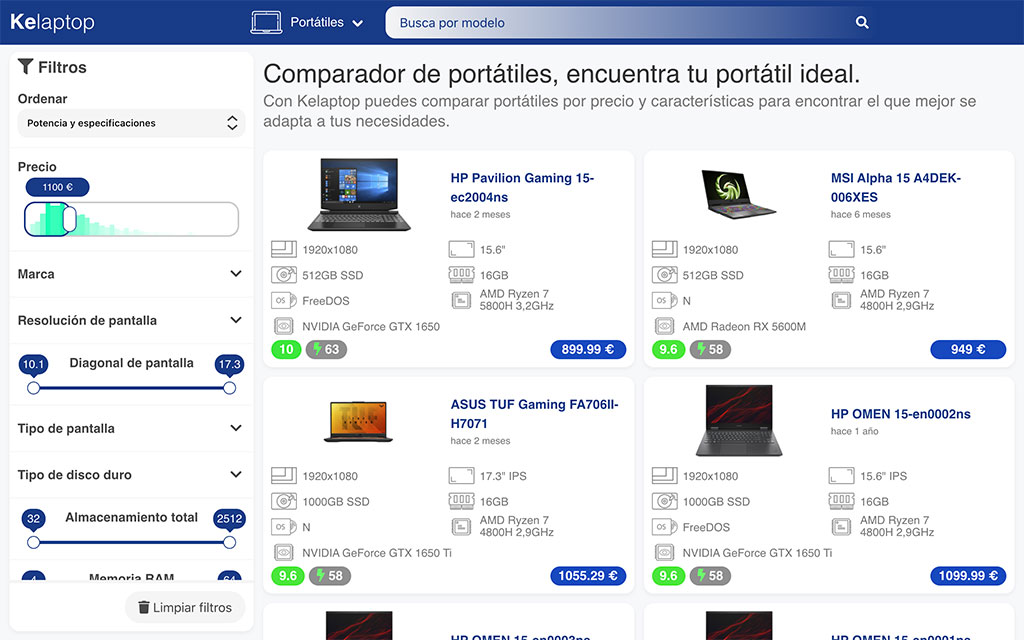 Kelaptop
Portátiles
Busca por modelo
Filtros
Ordenar
Potencia y especificaciones
Precio
1100 €
Marca
Resolución de pantalla
10.1
Diagonal de pantalla
17.3
Tipo de pantalla
Tipo de disco duro
32
Almacenamiento total
2512
4
Memoria RAM
64
Limpiar filtros
Comparador de portátiles, encuentra tu portátil ideal.
Con Kelaptop puedes comparar portátiles por precio y características para encontrar el que mejor se
adapta a tus necesidades.
HP Pavilion Gaming 15-
ec2004ns
hace 2 meses
1920x1080
15.6"
512GB SSD
16GB
OS
FreeDOS
AMD Ryzen 7
5800H 3,2GHz
NVIDIA GeForce GTX 1650
10
63
899.99 €
MSI Alpha 15 A4DEK-
006XES
hace 6 meses
1920x1080
15.6"
512GB SSD
16GB
OS
N
AMD Ryzen 7
4800H 2,9GHz
AMD Radeon RX 5600M
9.6
58
949 €
ASUS TUF Gaming FA706II-
H7071
hace 2 meses
1920x1080
17.3" IPS
1000GB SSD
16GB
OS
N
AMD Ryzen 7
4800H 2,9GHz
NVIDIA GeForce GTX 1650 Ti
9.6
58
1055.29 €
HP OMEN 15-en0002ns
hace 1 año
1920x1080
15.6" IPS
1000GB SSD
16GB
OS
FreeDOS
AMD Ryzen 7
4800H 2,9GHz
NVIDIA GeForce GTX 1650 Ti
9.6
58
1099.99 €
HP OMEN 15-en0003ns
HP OMEN 15-en0001ns